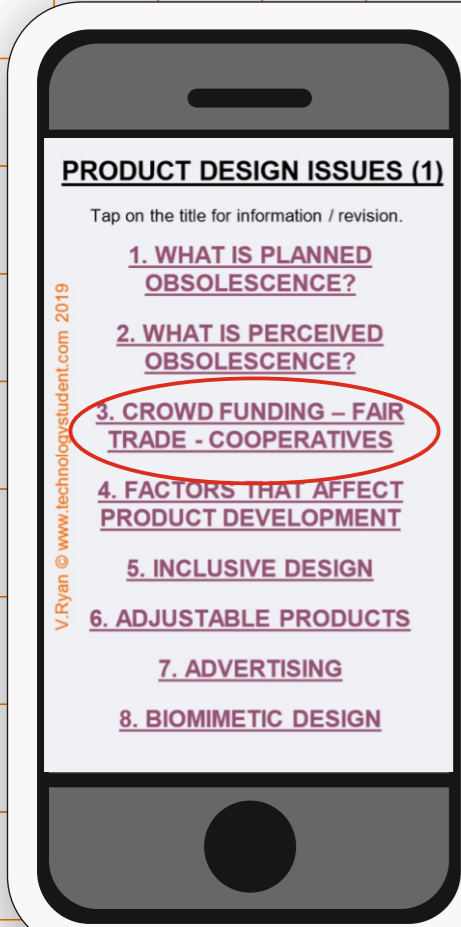 PRODUCT DESIGN ISSUES (1)
Tap on the title for information / revision.
1. WHAT IS PLANNED
OBSOLESCENCE?
2. WHAT IS PERCEIVED
OBSOLESCENCE?
3. CROWD FUNDING – FAIR
TRADE - COOPERATIVES
4. FACTORS THAT AFFECT
PRODUCT DEVELOPMENT
5. INCLUSIVE DESIGN
6. ADJUSTABLE PRODUCTS
7. ADVERTISING
8. BIOMIMETIC DESIGN
V.Ryan © www.technologystudent.com 2019